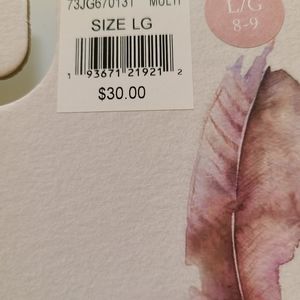 73JG670131 MULTI
SIZE LG
1 93671 21921 2
$30.00
L/G
8-9